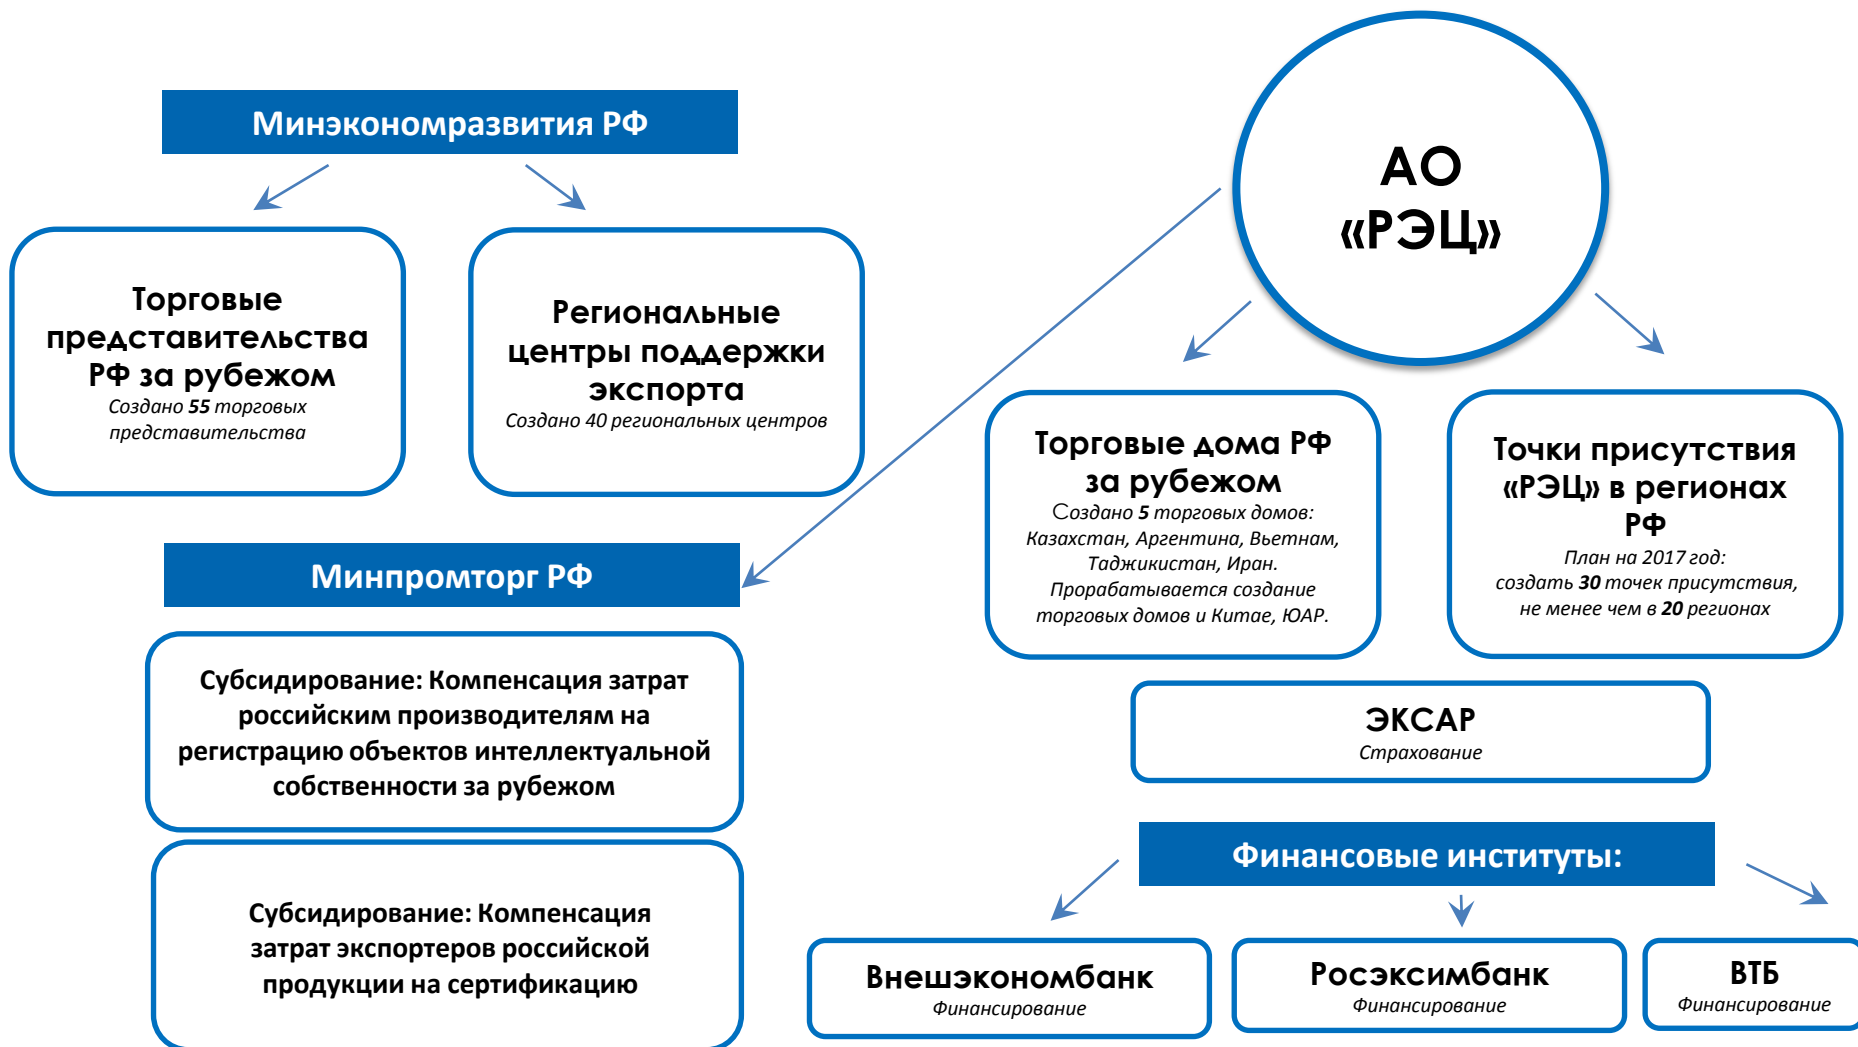 Минэкономразвития РФ
Торговые
представительства
РФ за рубежом
Создано 55 торговых
представительства
Региональные
центры поддержки
экспорта
Создано 40 региональных центров
Минпромторг РФ
Субсидирование: Компенсация затрат
российским производителям на
регистрацию объектов интеллектуальной
собственности за рубежом
Субсидирование: Компенсация
затрат экспортеров российской
продукции на сертификацию
АО
«РЭЦ»
Торговые дома РФ
за рубежом
Создано 5 торговых домов:
Казахстан, Аргентина, Вьетнам,
Таджикистан, Иран.
Прорабатывается создание
торговых домов и Китае, ЮАР.
Точки присутствия
«РЭЦ» в регионах
РФ
План на 2017 год:
создать 30 точек присутствия,
не менее чем в 20 регионах
ЭКСАР
Страхование
Финансовые институты:
Внешэкономбанк
Финансирование
Росэксимбанк
Финансирование
ВТБ
Финансирование